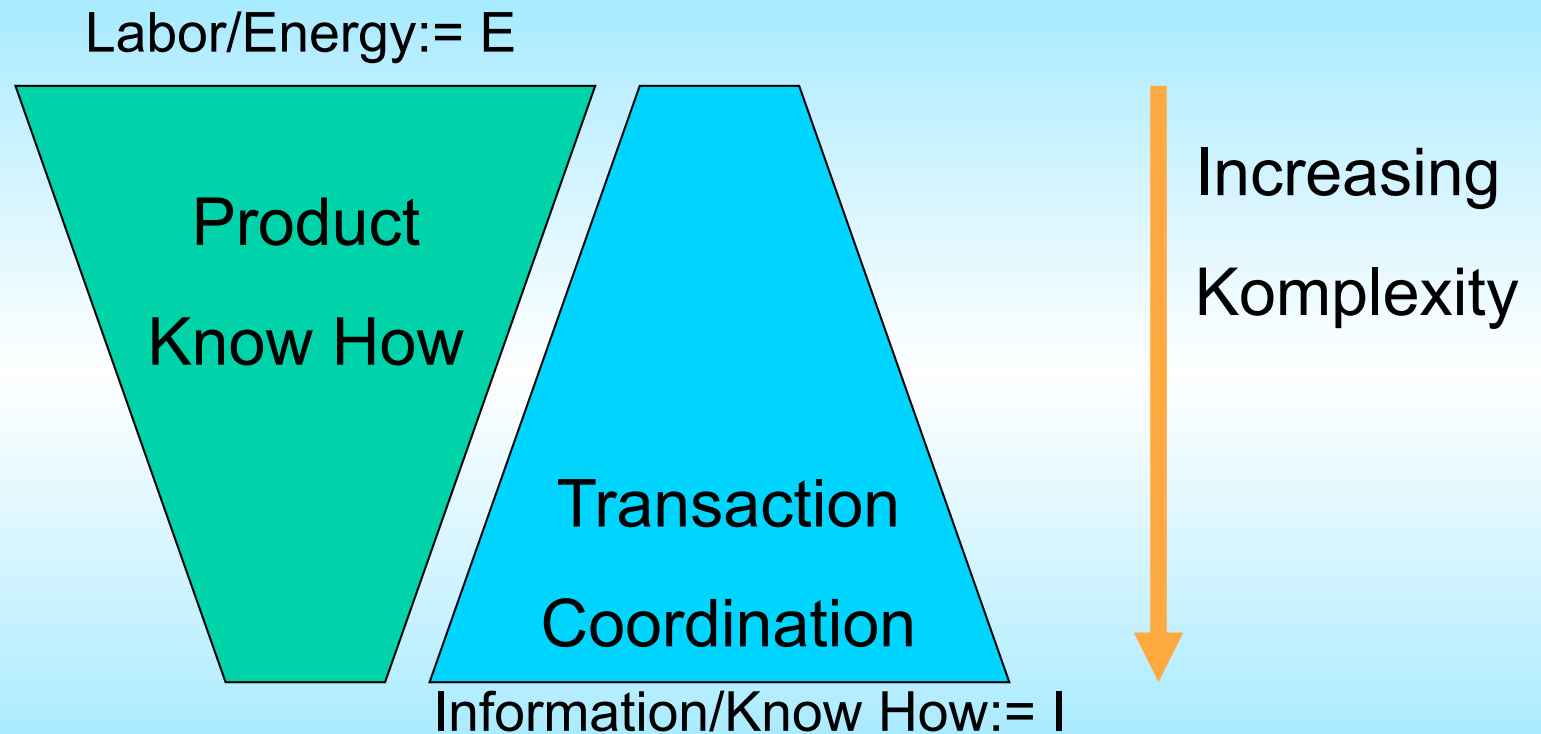 Labor/Energy:= E
Product
Know How
Transaction
Coordination
Information/Know How:= I
Increasing
Komplexity